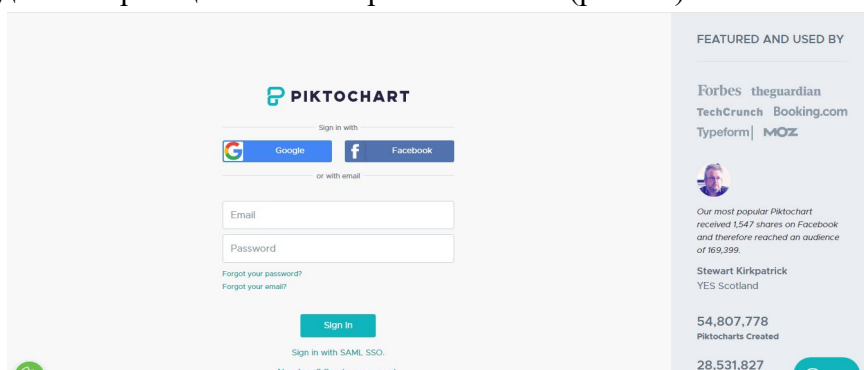 PIKTOCHART
Sign in with
Google
Facebook
or with email
Email
Password
Forgot your password?
Forgot your email?
Sign In
Sign in with SAML SSO.
FEATURED AND USED BY
Forbes theguardian
TechCrunch Booking.com
Typeform| MOZ
Our most popular Piktochart
received 1,547 shares on Facebook
and therefore reached an audience
of 169,399.
Stewart Kirkpatrick
YES Scotland
54,807,778
Piktocharts Created
28,531,827